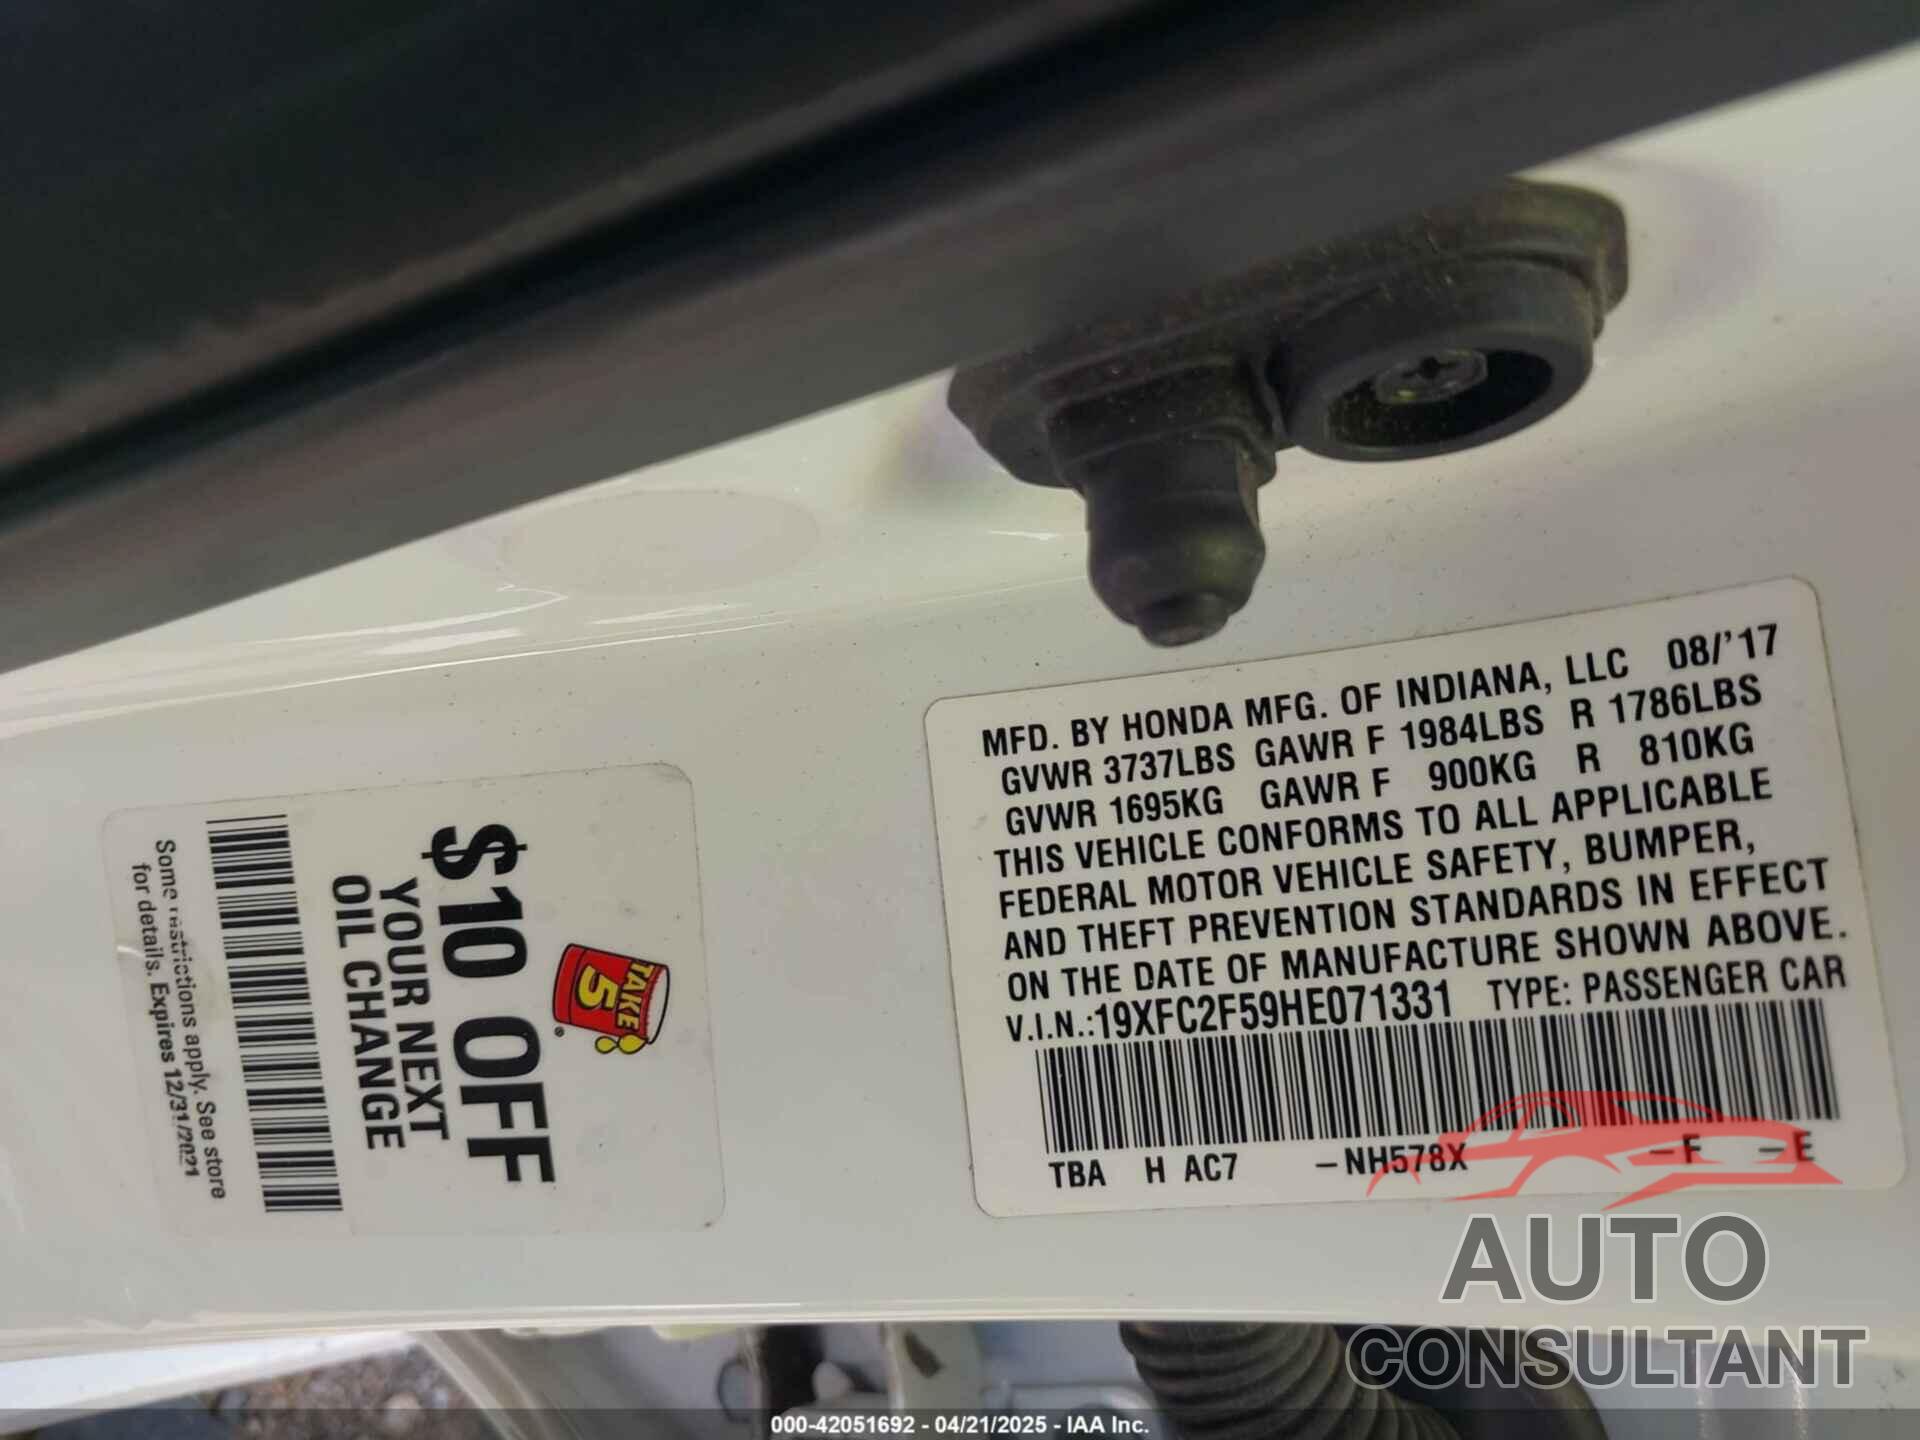 MFD. BY HONDA MFG. OF INDIANA, LLC 08/'17
GVWR 3737LBS GAWR F 1984LBS R 1786LBS
GVWR 1695KG GAWR F 900KG R 810KG
THIS VEHICLE CONFORMS TO ALL APPLICABLE
FEDERAL MOTOR VEHICLE SAFETY, BUMPER,
AND THEFT PREVENTION STANDARDS IN EFFECT
ON THE DATE OF MANUFACTURE SHOWN ABOVE.
V.I.N.:19XFC2F59HE071331 TYPE: PASSENGER CAR
TBA H AC7 -NH578X -F -E
TAKE
5
®
$10 OFF
YOUR NEXT
OIL CHANGE
Some restrictions apply. See store
for details. Expires 12/31/2021
AUTO
CONSULTANT
000-42051692 - 04/21/2025 - IAA Inc.